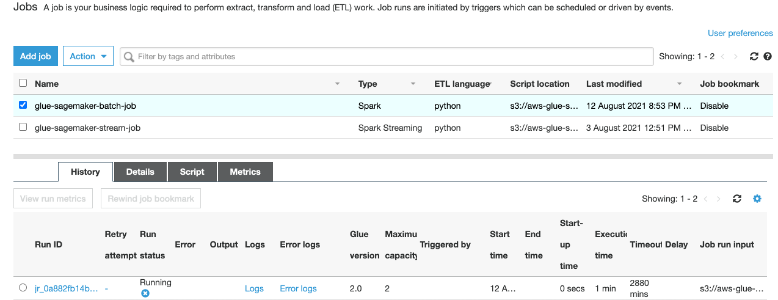 Jobs A job is your business logic required to perform extract, transform and load (ETL) work. Job runs are initiated by triggers which can be scheduled or driven by events.
User preferences
Add job Action Filter by tags and attributes Showing: 1 - 2
Name Type ETL language Script location Last modified Job bookmark
glue-sagemaker-batch-job Spark python s3://aws-glue-s... 12 August 2021 8:53 PM ... Disable
glue-sagemaker-stream-job Spark Streaming python s3://aws-glue-s... 3 August 2021 12:51 PM ... Disable
History Details Script Metrics
View run metrics Rewind job bookmark Showing: 1 - 2
Run ID Retry attempt Run status Error Output Logs Error logs Glue version Maximu capacity Triggered by Start time End time Start-up time Executio time Timeout Delay Job run input
jr_0a882fb14b... - Running Logs Error logs 2.0 2 12 A... 0 secs 1 min 2880 mins s3://aws-glue-...